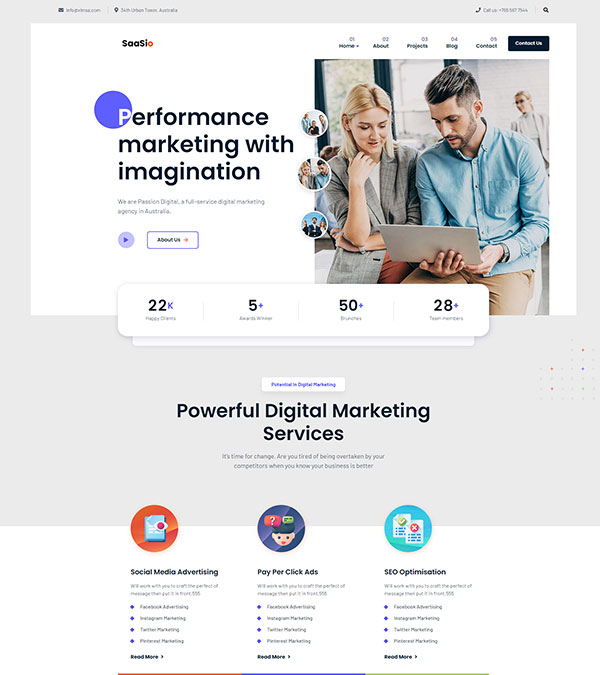 info@vimsa.com
34th Urban Tower, Australia
Call us: +765 567 7544
SaaSio
01 02 03 04 05
Home About Projects Blog Contact
Contact Us
Performance
marketing with
imagination
We are Passion Digital, a full-service digital marketing
agency in Australia.
About Us
22K 5+ 50+ 28+
Happy Clients Awards Winner Brunches Team members
Potential In Digital Marketing
Powerful Digital Marketing
Services
It's time for change. Are you tired of being overtaken by your
competitors when you know your business is better
Social Media Advertising
Will work with you to craft the perfect of
message then put it in front.555
Facebook Advertising
Instagram Marketing
Twitter Marketing
Pinterest Marketing
Read More
Pay Per Click Ads
Will work with you to craft the perfect of
message then put it in front.555
Facebook Advertising
Instagram Marketing
Twitter Marketing
Pinterest Marketing
Read More
SEO Optimisation
Will work with you to craft the perfect of
message then put it in front.555
Facebook Advertising
Instagram Marketing
Twitter Marketing
Pinterest Marketing
Read More